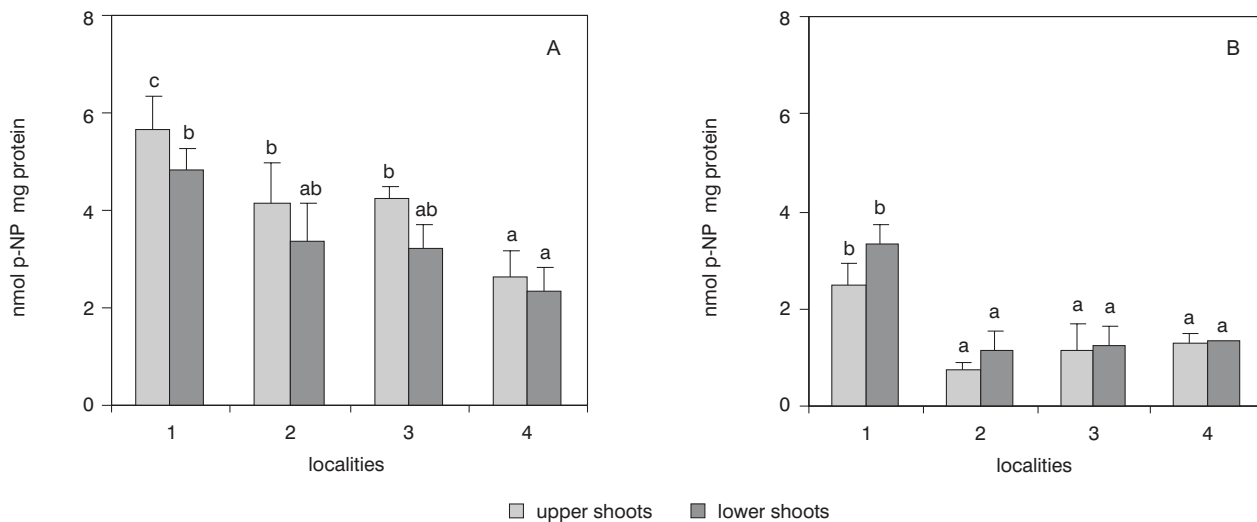 8
6
4
2
0
nmol p-NP mg protein
A
c
b
b
ab
b
ab
a
a
1 2 3 4
localities
8
6
4
2
0
nmol p-NP mg protein
B
b
b
a
a
a
a
a
a
1 2 3 4
localities
upper shoots lower shoots